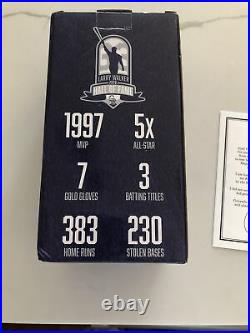 LARRY WALKER
HALL OF FAME
1997
MVP
5x
ALL-STAR
7
GOLD GLOVES
3
BATTING TITLES
383
HOME RUNS
230
STOLEN BASES